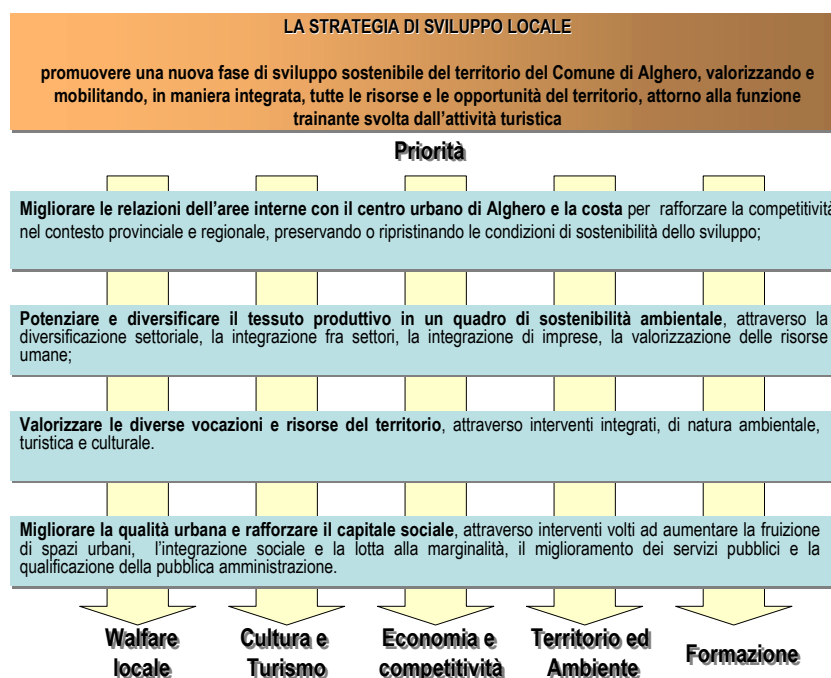 LA STRATEGIA DI SVILUPPO LOCALE
promuovere una nuova fase di sviluppo sostenibile del territorio del Comune di Alghero, valorizzando e
mobilitando, in maniera integrata, tutte le risorse e le opportunità del territorio, attorno alla funzione
trainante svolta dall'attività turistica
Priorità
Migliorare le relazioni dell'aree interne con il centro urbano di Alghero e la costa per rafforzare la competitività
nel contesto provinciale e regionale, preservando o ripristinando le condizioni di sostenibilità dello sviluppo;
Potenziare e diversificare il tessuto produttivo in un quadro di sostenibilità ambientale, attraverso la
diversificazione settoriale, la integrazione fra settori, la integrazione di imprese, la valorizzazione delle risorse
umane;
Valorizzare le diverse vocazioni e risorse del territorio, attraverso interventi integrati, di natura ambientale,
turistica e culturale.
Migliorare la qualità urbana e rafforzare il capitale sociale, attraverso interventi volti ad aumentare la fruizione
di spazi urbani, l'integrazione sociale e la lotta alla marginalità, il miglioramento dei servizi pubblici e la
qualificazione della pubblica amministrazione.
Walfare
locale
Cultura e
Turismo
Economia e
competitività
Territorio ed
Ambiente
Formazione